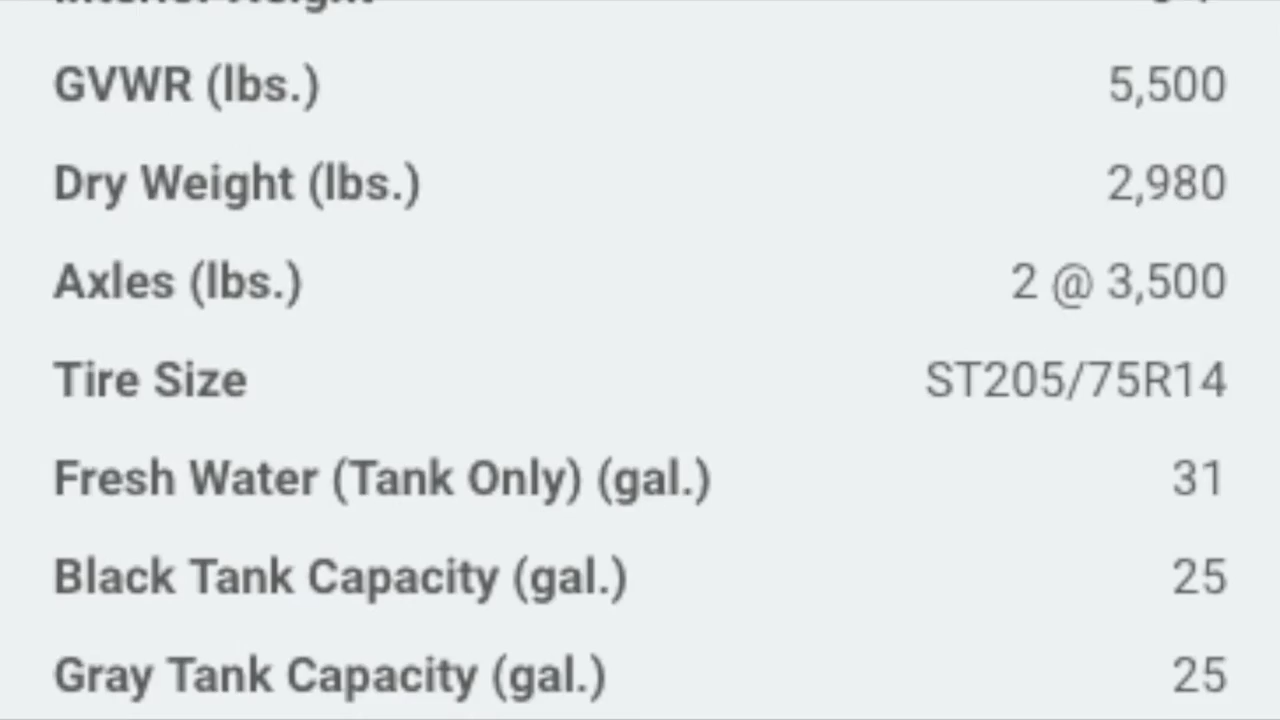 GVWR (lbs.) 5,500
Dry Weight (lbs.) 2,980
Axles (lbs.) 2 @ 3,500
Tire Size ST205/75R14
Fresh Water (Tank Only) (gal.) 31
Black Tank Capacity (gal.) 25
Gray Tank Capacity (gal.) 25